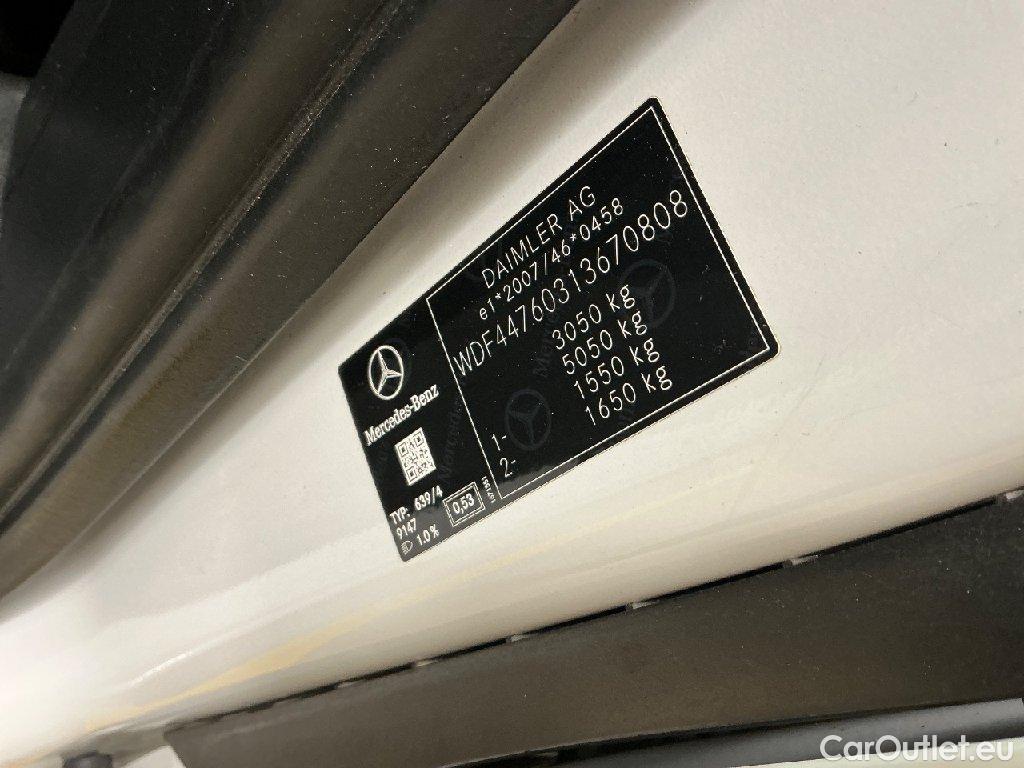 DAIMLER AG
e1*2007/46*0458
WDF44760313670808
3050 kg
5050 kg
1- 1550 kg
2- 1650 kg
Mercedes-Benz
TYP. 639/4
9147
1.0% 0,53
CarOutlet.eu